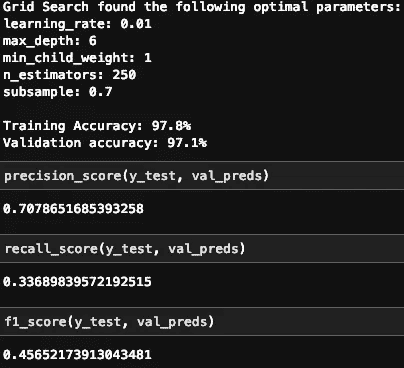 Grid Search found the following optimal parameters:
learning_rate: 0.01
max_depth: 6
min_child_weight: 1
n_estimators: 250
subsample: 0.7
Training Accuracy: 97.8%
Validation accuracy: 97.1%
precision_score(y_test, val_preds)
0.7078651685393258
recall_score(y_test, val_preds)
0.33689839572192515
f1_score(y_test, val_preds)
0.45652173913043481